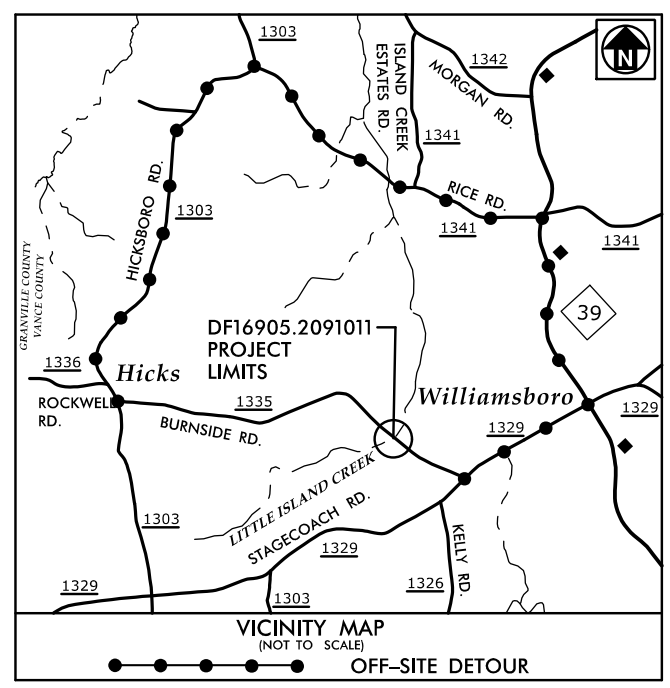 1303
N
ISLAND CREEK
ESTATES RD.
1342
MORGAN RD.
1341
HICKSBORO RD.
1303
RICE RD.
1341
1341
GRANVILLE COUNTY
VANCE COUNTY
39
DF16905.2091011
PROJECT
LIMITS
1336
Hicks
ROCKWELL
RD.
1335
BURNSIDE RD.
Williamsboro
1329
1329
LITTLE ISLAND CREEK
STAGECOACH RD.
1303
1329
KELLY RD.
1329
1303
1326
VICINITY MAP
(NOT TO SCALE)
OFF-SITE DETOUR